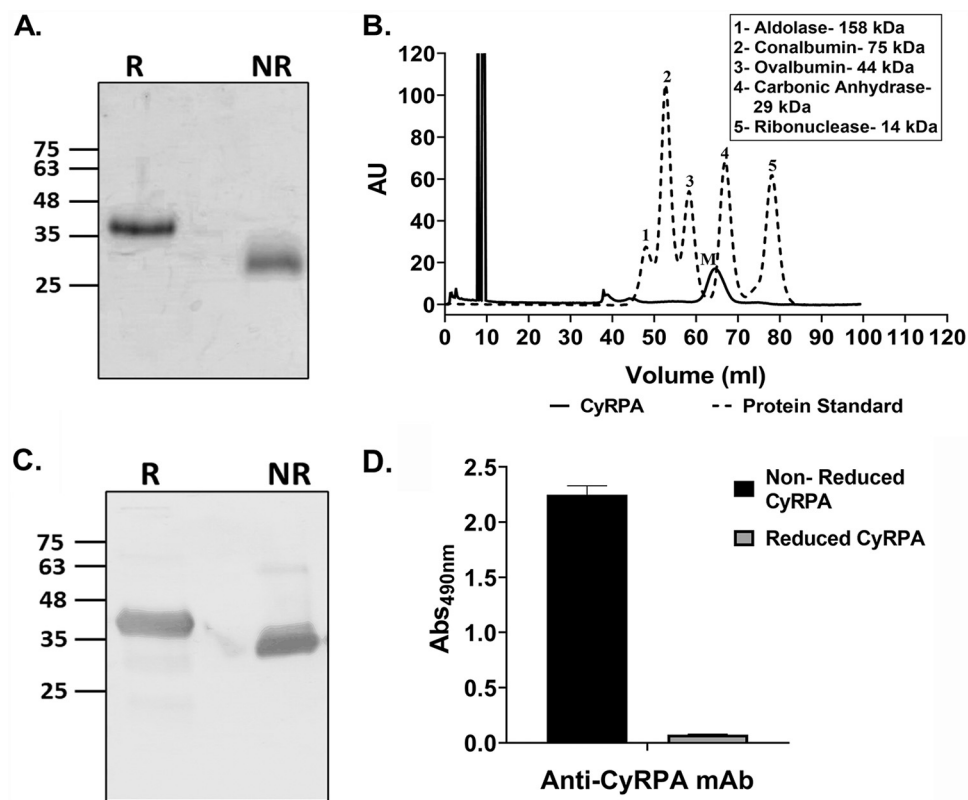 A.
R NR
75
63
48
35
25
B.
1- Aldolase- 158 kDa
2- Conalbumin- 75 kDa
3- Ovalbumin- 44 kDa
4- Carbonic Anhydrase-
29 kDa
5- Ribonuclease- 14 kDa
120
100
80
60
40
20
0
AU
1
2
3
M
4
5
0 10 20 30 40 50 60 70 80 90 100 110 120
Volume (ml)
CyRPA Protein Standard
C.
R NR
75
63
48
35
25
D.
2.5
2.0
1.5
1.0
0.5
0.0
Abs490nm
Non- Reduced
CyRPA
Reduced CyRPA
Anti-CyRPA mAb